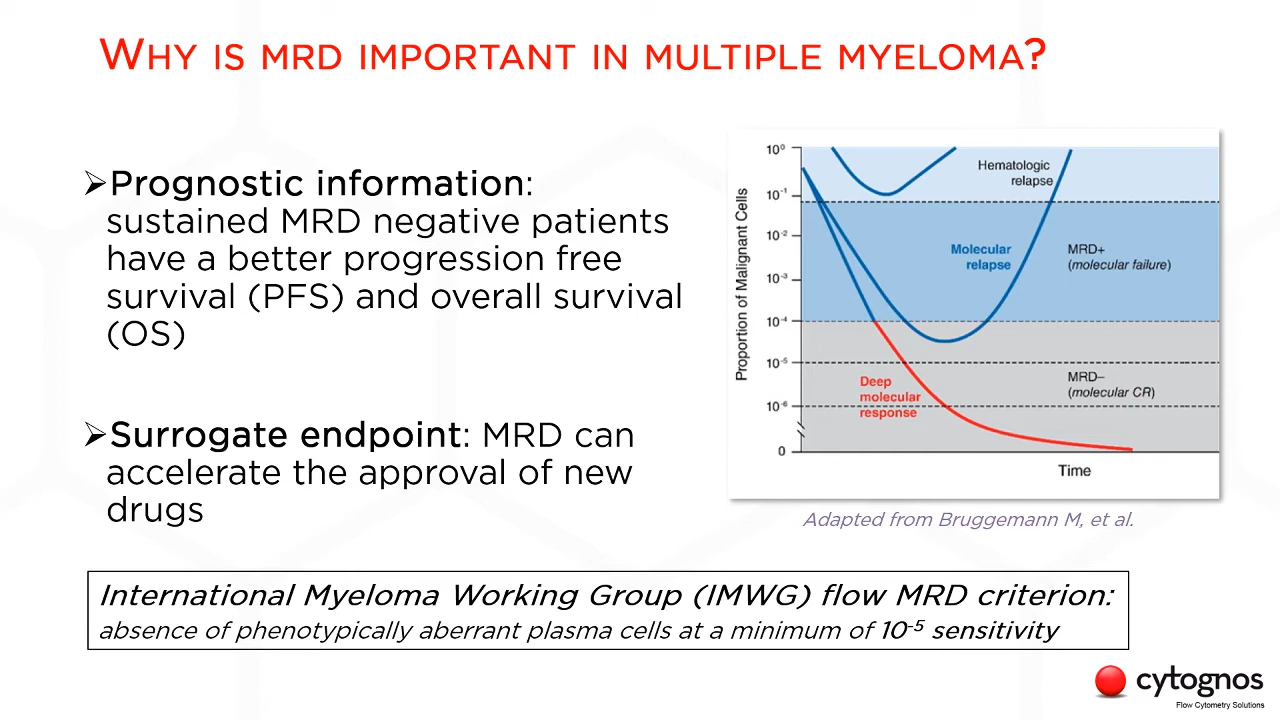 WHY IS MRD IMPORTANT IN MULTIPLE MYELOMA?
➢Prognostic information:
sustained MRD negative patients
have a better progression free
survival (PFS) and overall survival
(OS)
➢Surrogate endpoint: MRD can
accelerate the approval of new
drugs
Proportion of Malignant Cells
10⁰
10⁻¹
10⁻²
10⁻³
10⁻⁴
10⁻⁵
10⁻⁶
0
Hematologic
relapse
Molecular
relapse
MRD+
(molecular failure)
Deep
molecular
response
MRD–
(molecular CR)
Time
Adapted from Bruggemann M, et al.
International Myeloma Working Group (IMWG) flow MRD criterion:
absence of phenotypically aberrant plasma cells at a minimum of 10⁻⁵ sensitivity
cytognos
Flow Cytometry Solutions